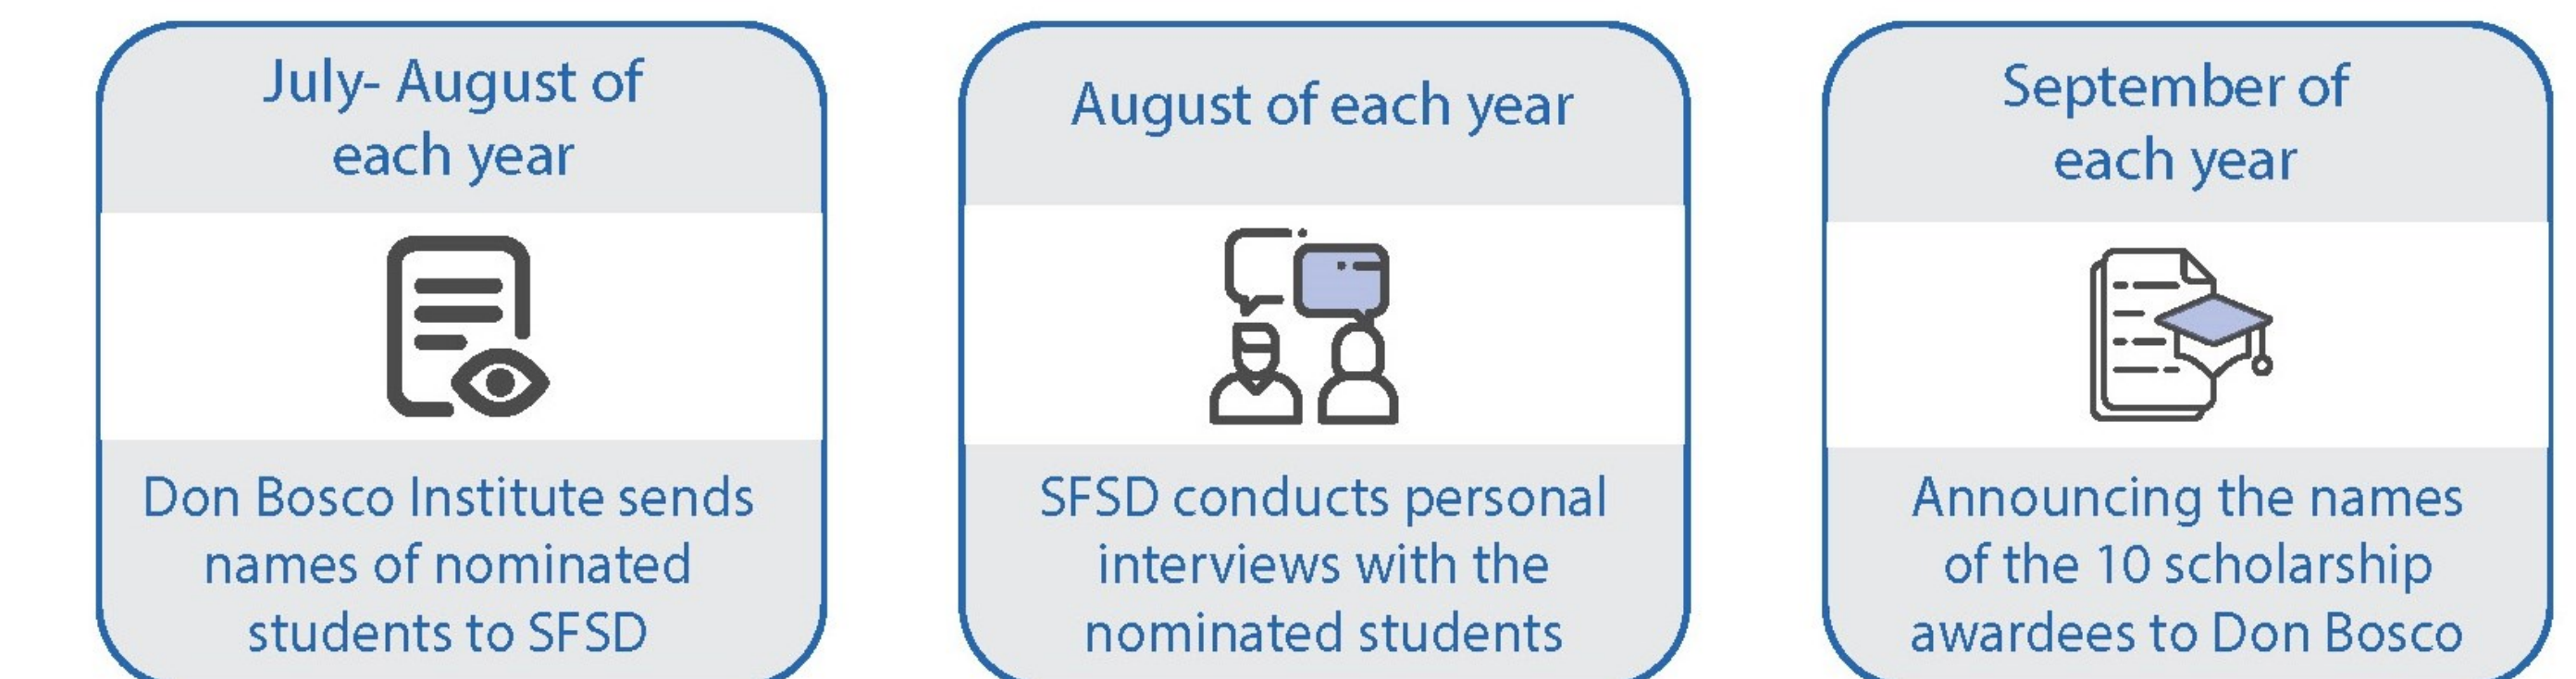 July- August of
each year
Don Bosco Institute sends
names of nominated
students to SFSD
August of each year
SFSD conducts personal
interviews with the
nominated students
September of
each year
Announcing the names
of the 10 scholarship
awardees to Don Bosco